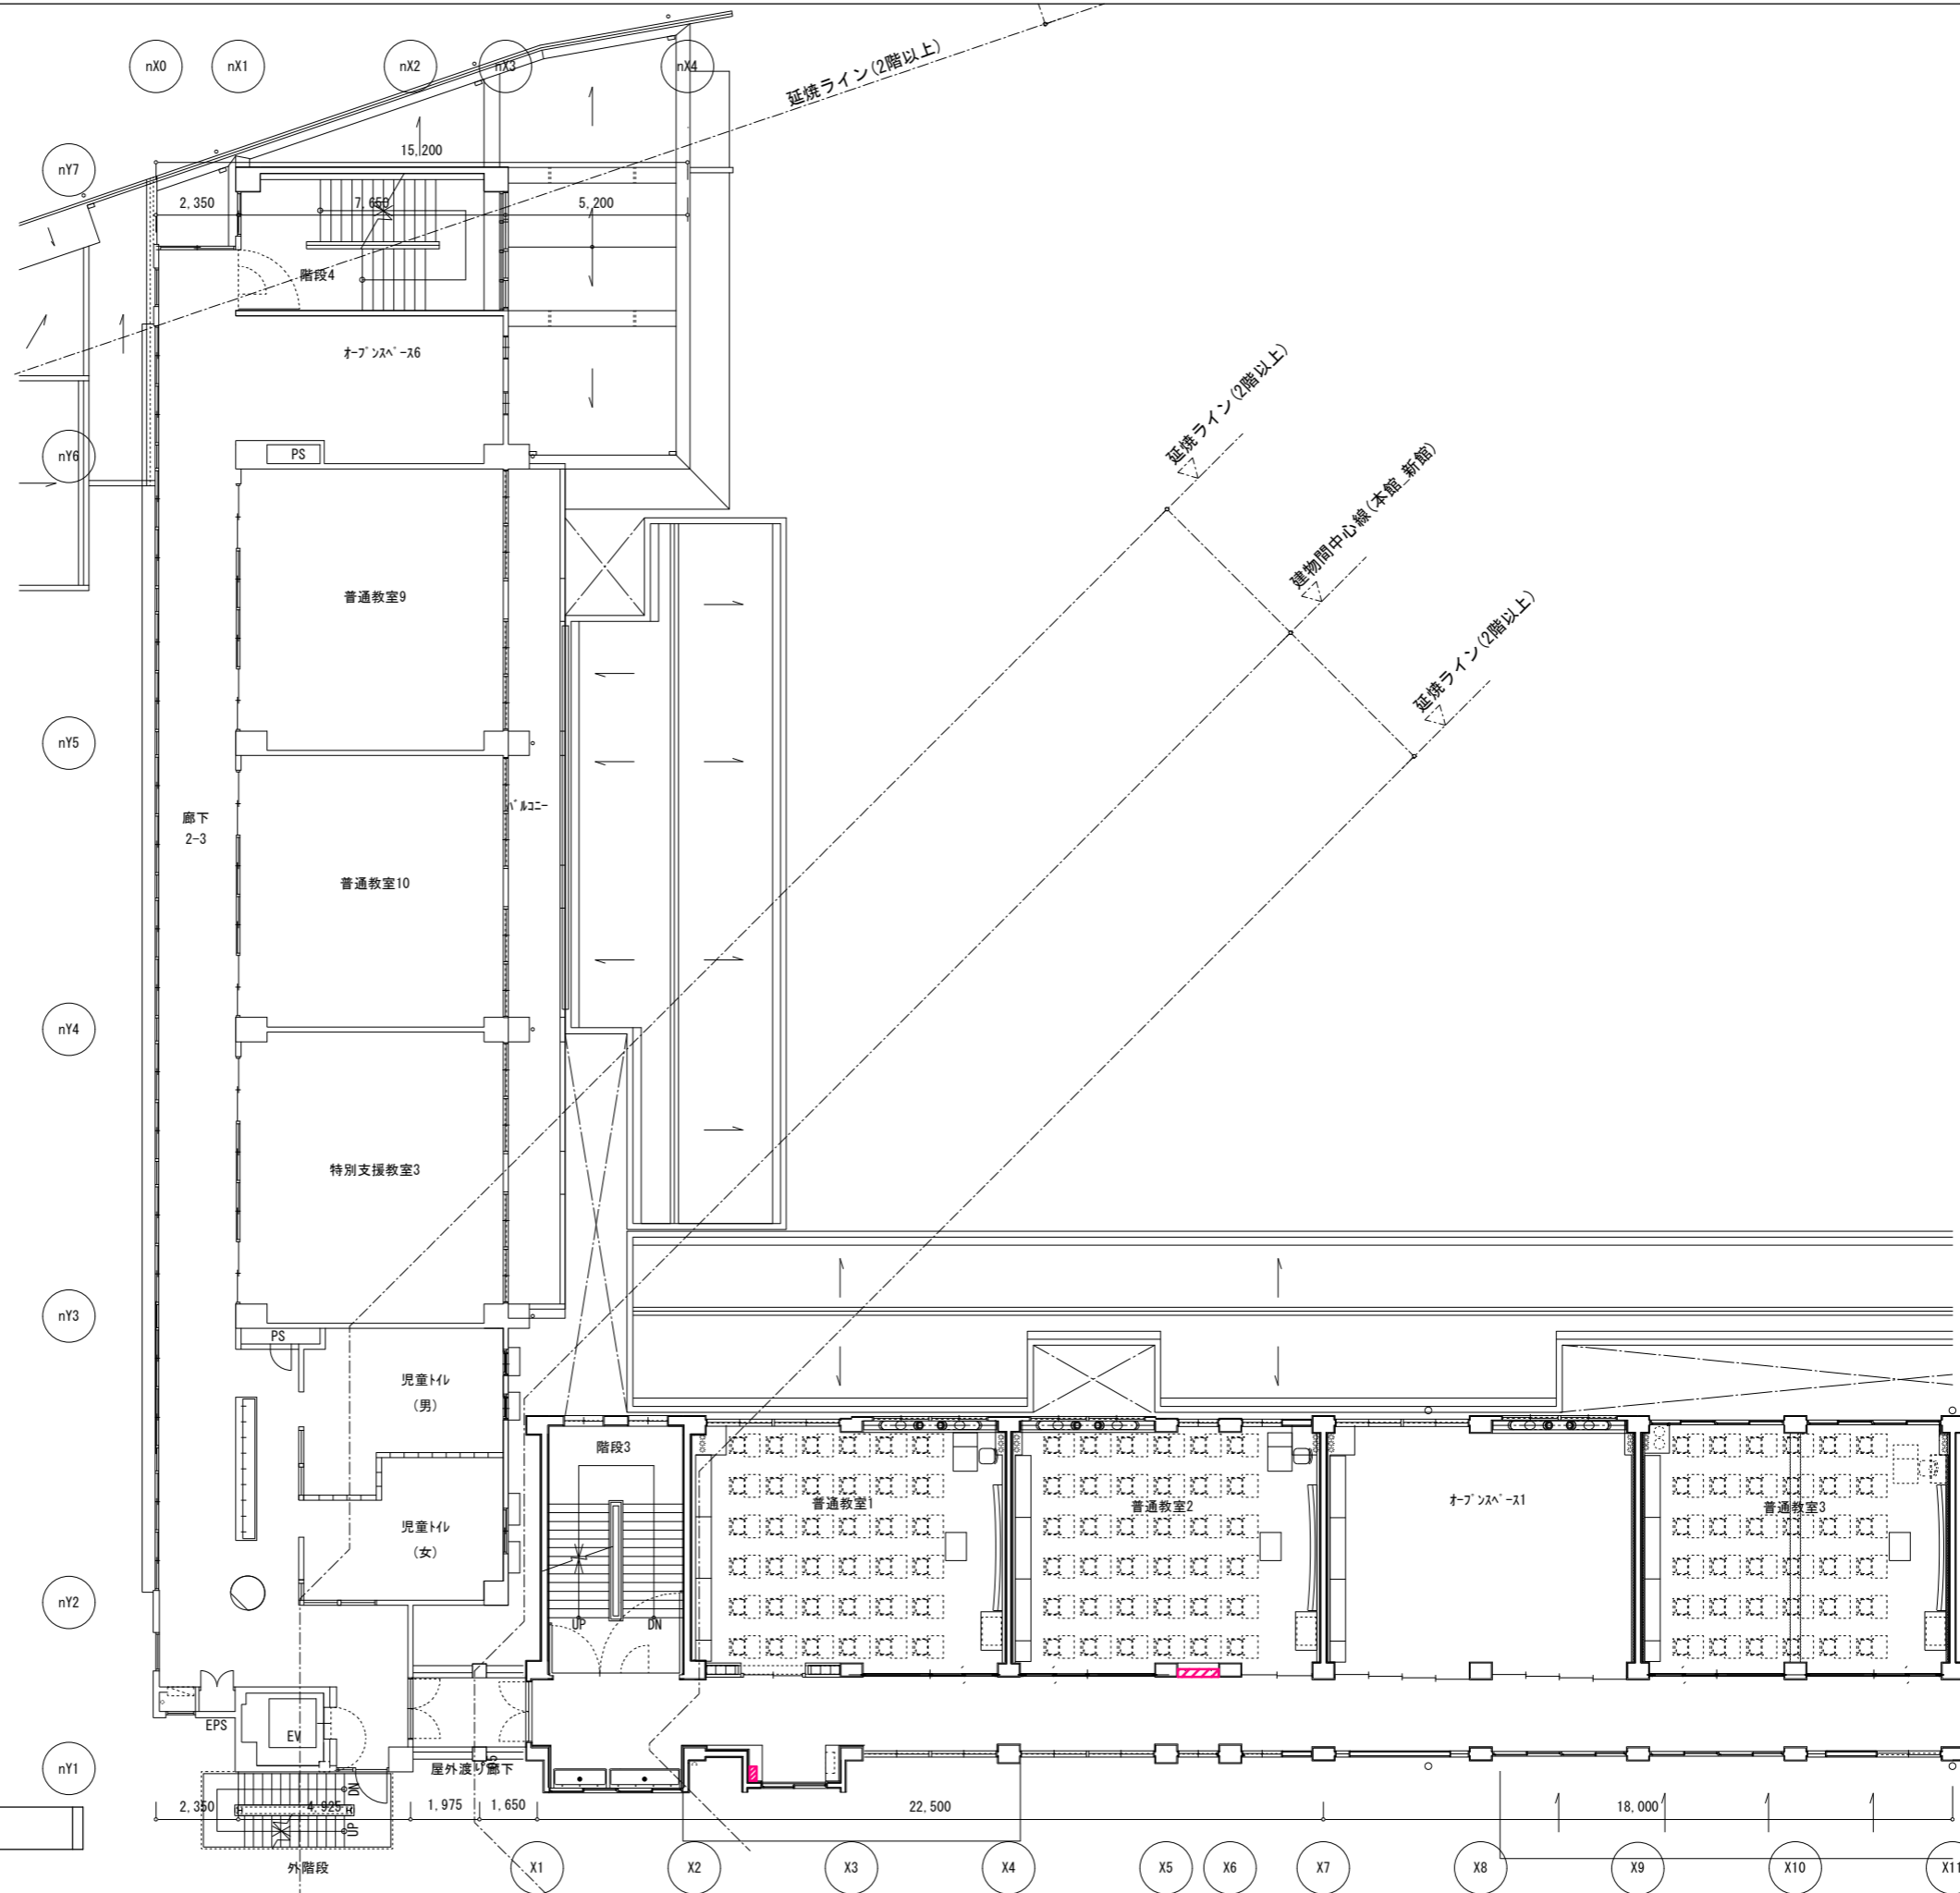 nX0
nX1
nX2
nX3
nX4
延焼ライン(2階以上)
nY7
15,200
2,350
7,650
5,200
階段4
オープンスペース6
nY6
PS
延焼ライン(2階以上)
建物間中心線(本館_新館)
延焼ライン(2階以上)
普通教室9
nY5
バルコニー
廊下
2-3
普通教室10
nY4
特別支援教室3
nY3
PS
児童トイレ
(男)
階段3
普通教室1
普通教室2
オープンスペース1
普通教室3
児童トイレ
(女)
nY2
UP
DN
EPS
EV
nY1
屋外渡り廊下
DN
UP
2,350
4,925
1,975
1,650
22,500
18,000
外階段
X1
X2
X3
X4
X5
X6
X7
X8
X9
X10
X11